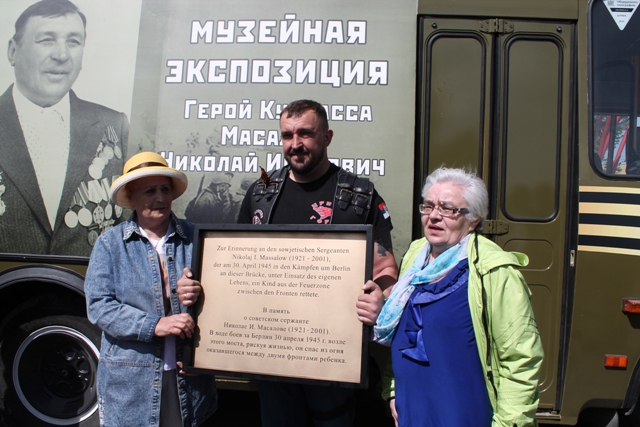 МУЗЕЙНАЯ
ЭКСПОЗИЦИЯ
Герой
Николай
Zur Erinnerung an den sowjetischen Sergeanten
Nikolaj I. Massalow (1921 - 2001),
der am 30. April 1945 in den Kämpfen um Berlin
an dieser Brücke, unter Einsatz des eigenen
Lebens, ein Kind aus der Feuerzone
zwischen den Fronten rettete.
В память
о советском сержанте
Николае И. Масалове (1921-2001)
В ходе боев за Берлин 30 апреля 1945 г. возле
этого моста, рискуя жизнью, он спас из огня
оказавшегося между двумя фронтами ребенка.